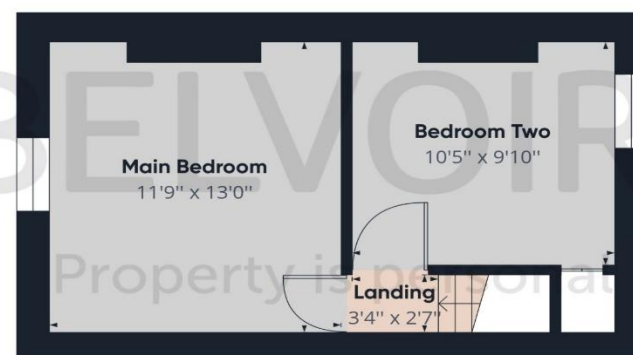 BELVOIR
Property is personal
Main Bedroom
11'9" x 13'0"
Bedroom Two
10'5" x 9'10"
Landing
3'4" x 2'7"